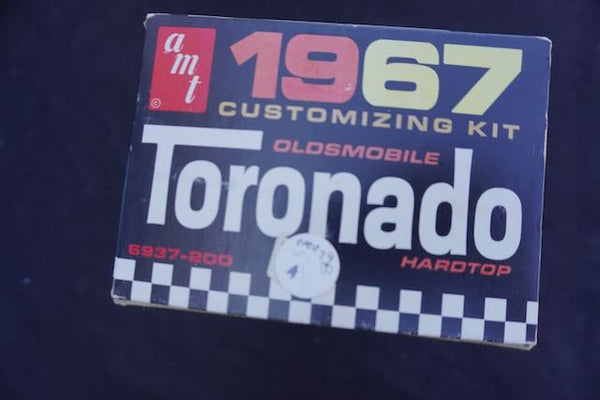 amt
©
1967
CUSTOMIZING KIT
OLDSMOBILE
Toronado
6937-200
HARDTOP
4